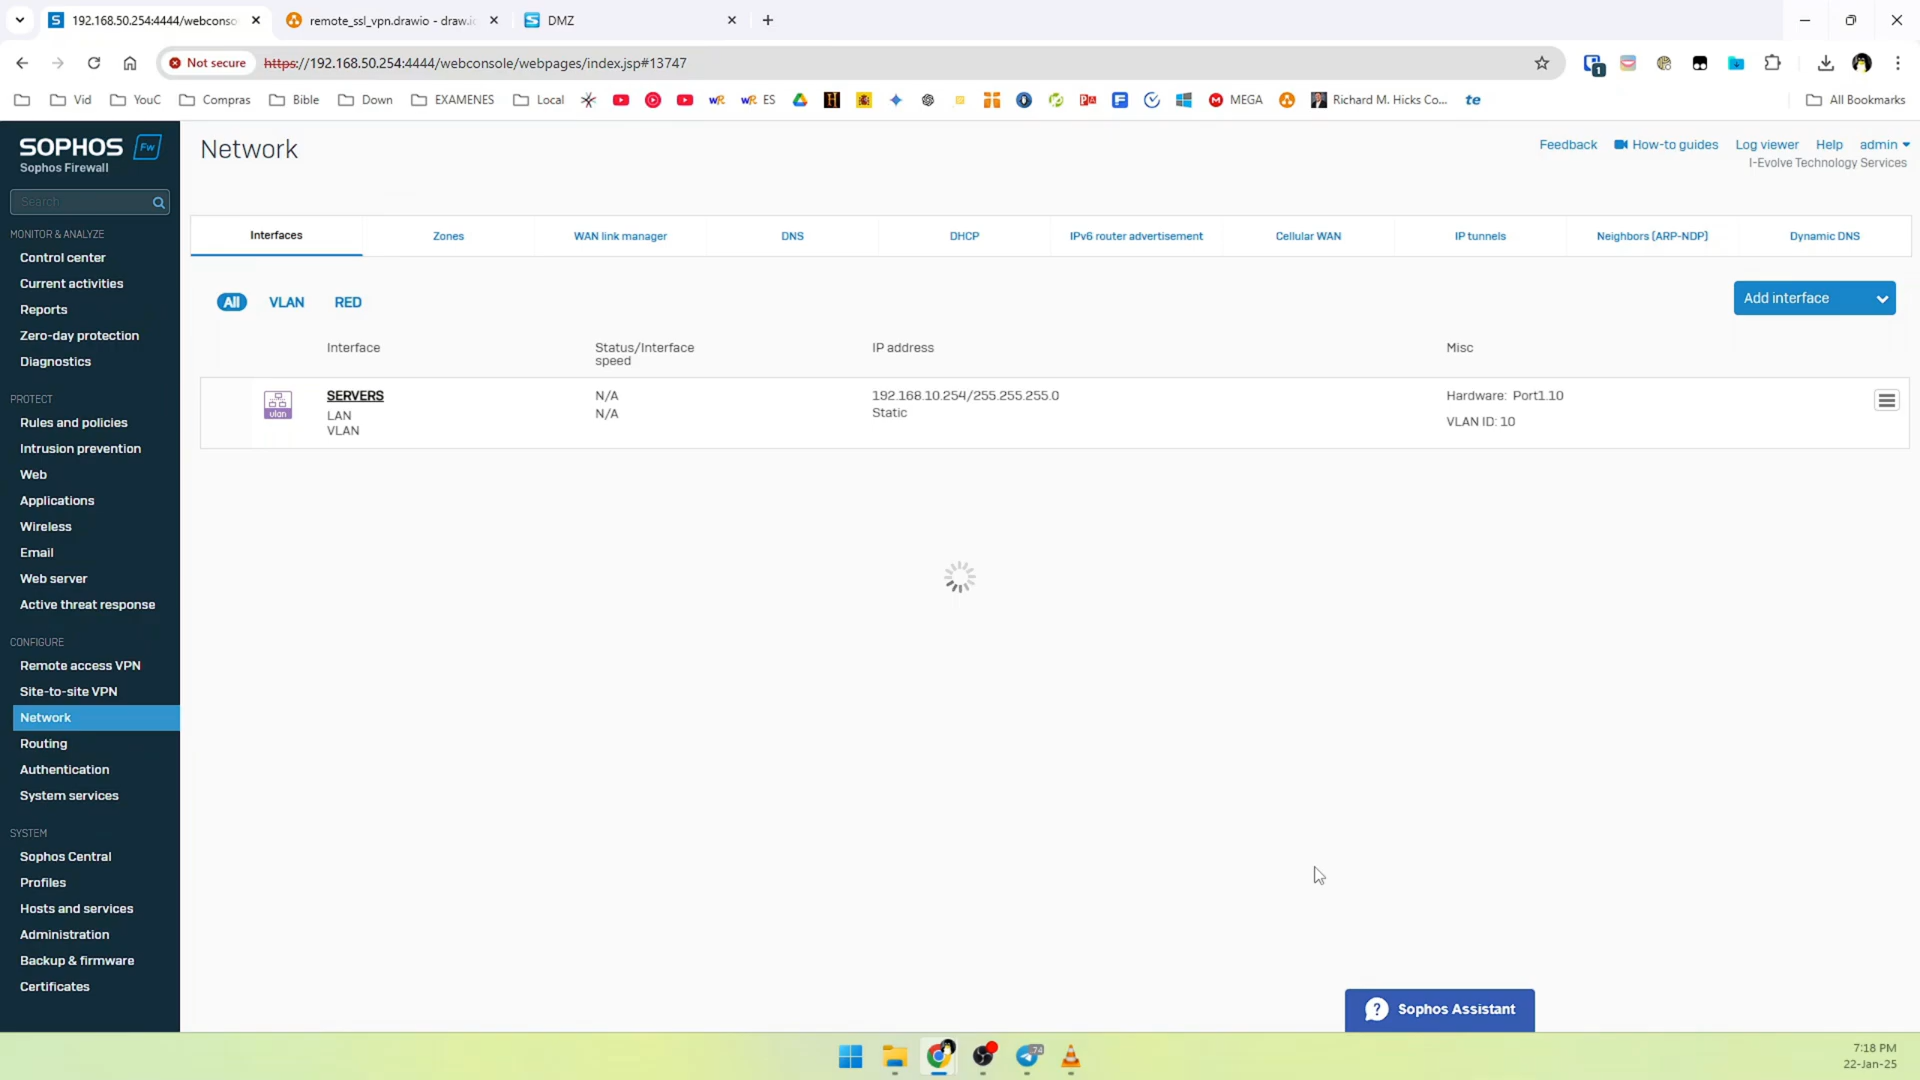 192.168.50.254:4444/webconso
remote_ssl_vpn.drawio - draw.i
DMZ
Not secure
https://192.168.50.254:4444/webconsole/webpages/index.jsp#13747
1
Vid
YouC
Compras
Bible
Down
EXAMENES
Local
ES
MEGA
Richard M. Hicks Co...
te
All Bookmarks
SOPHOS
Fw
Sophos Firewall
Search
MONITOR & ANALYZE
Control center
Current activities
Reports
Zero-day protection
Diagnostics
PROTECT
Rules and policies
Intrusion prevention
Web
Applications
Wireless
Email
Web server
Active threat response
CONFIGURE
Remote access VPN
Site-to-site VPN
Network
Routing
Authentication
System services
SYSTEM
Sophos Central
Profiles
Hosts and services
Administration
Backup & firmware
Certificates
Network
Feedback
How-to guides
Log viewer
Help
admin
I-Evolve Technology Services
Interfaces
Zones
WAN link manager
DNS
DHCP
IPv6 router advertisement
Cellular WAN
IP tunnels
Neighbors (ARP-NDP)
Dynamic DNS
All
VLAN
RED
Add interface
Interface
Status/Interface
speed
IP address
Misc
vlan
SERVERS
LAN
VLAN
N/A
N/A
192.168.10.254/255.255.255.0
Static
Hardware: Port1.10
VLAN ID: 10
? Sophos Assistant
7:18 PM
22-Jan-25